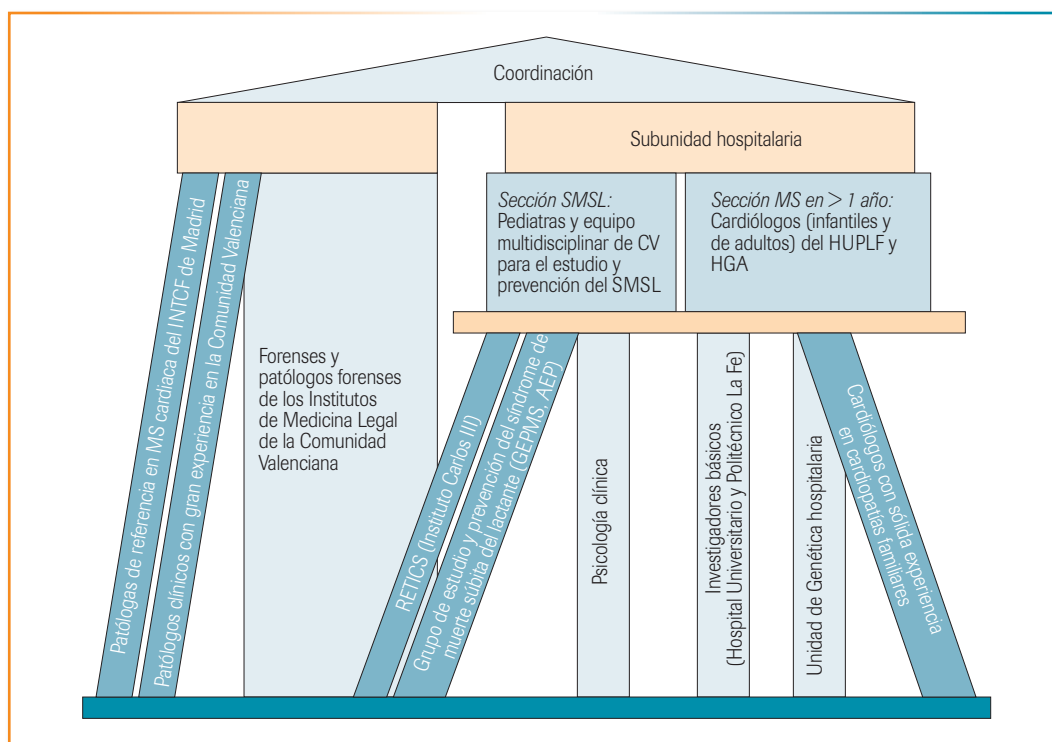 Coordinación
Subunidad hospitalaria
Sección SMSL:
Pediatras y equipo
multidisciplinar de CV
para el estudio y
prevención del SMSL
Sección MS en > 1 año:
Cardiólogos (infantiles y
de adultos) del HUPLF y
HGA
Patólogas de referencia en MS cardiaca del INTCF de Madrid
Patólogos clínicos con gran experiencia en la Comunidad Valenciana
Forenses y
patólogos forenses
de los Institutos
de Medicina Legal
de la Comunidad
Valenciana
RETICS (Instituto Carlos III)
Grupo de estudio y prevención del síndrome de
muerte súbita del lactante (GEPMS, AEP)
Psicología clínica
Investigadores básicos
(Hospital Universitario y Politécnico La Fe)
Unidad de Genética hospitalaria
Cardiólogos con sólida experiencia
en cardiopatías familiares